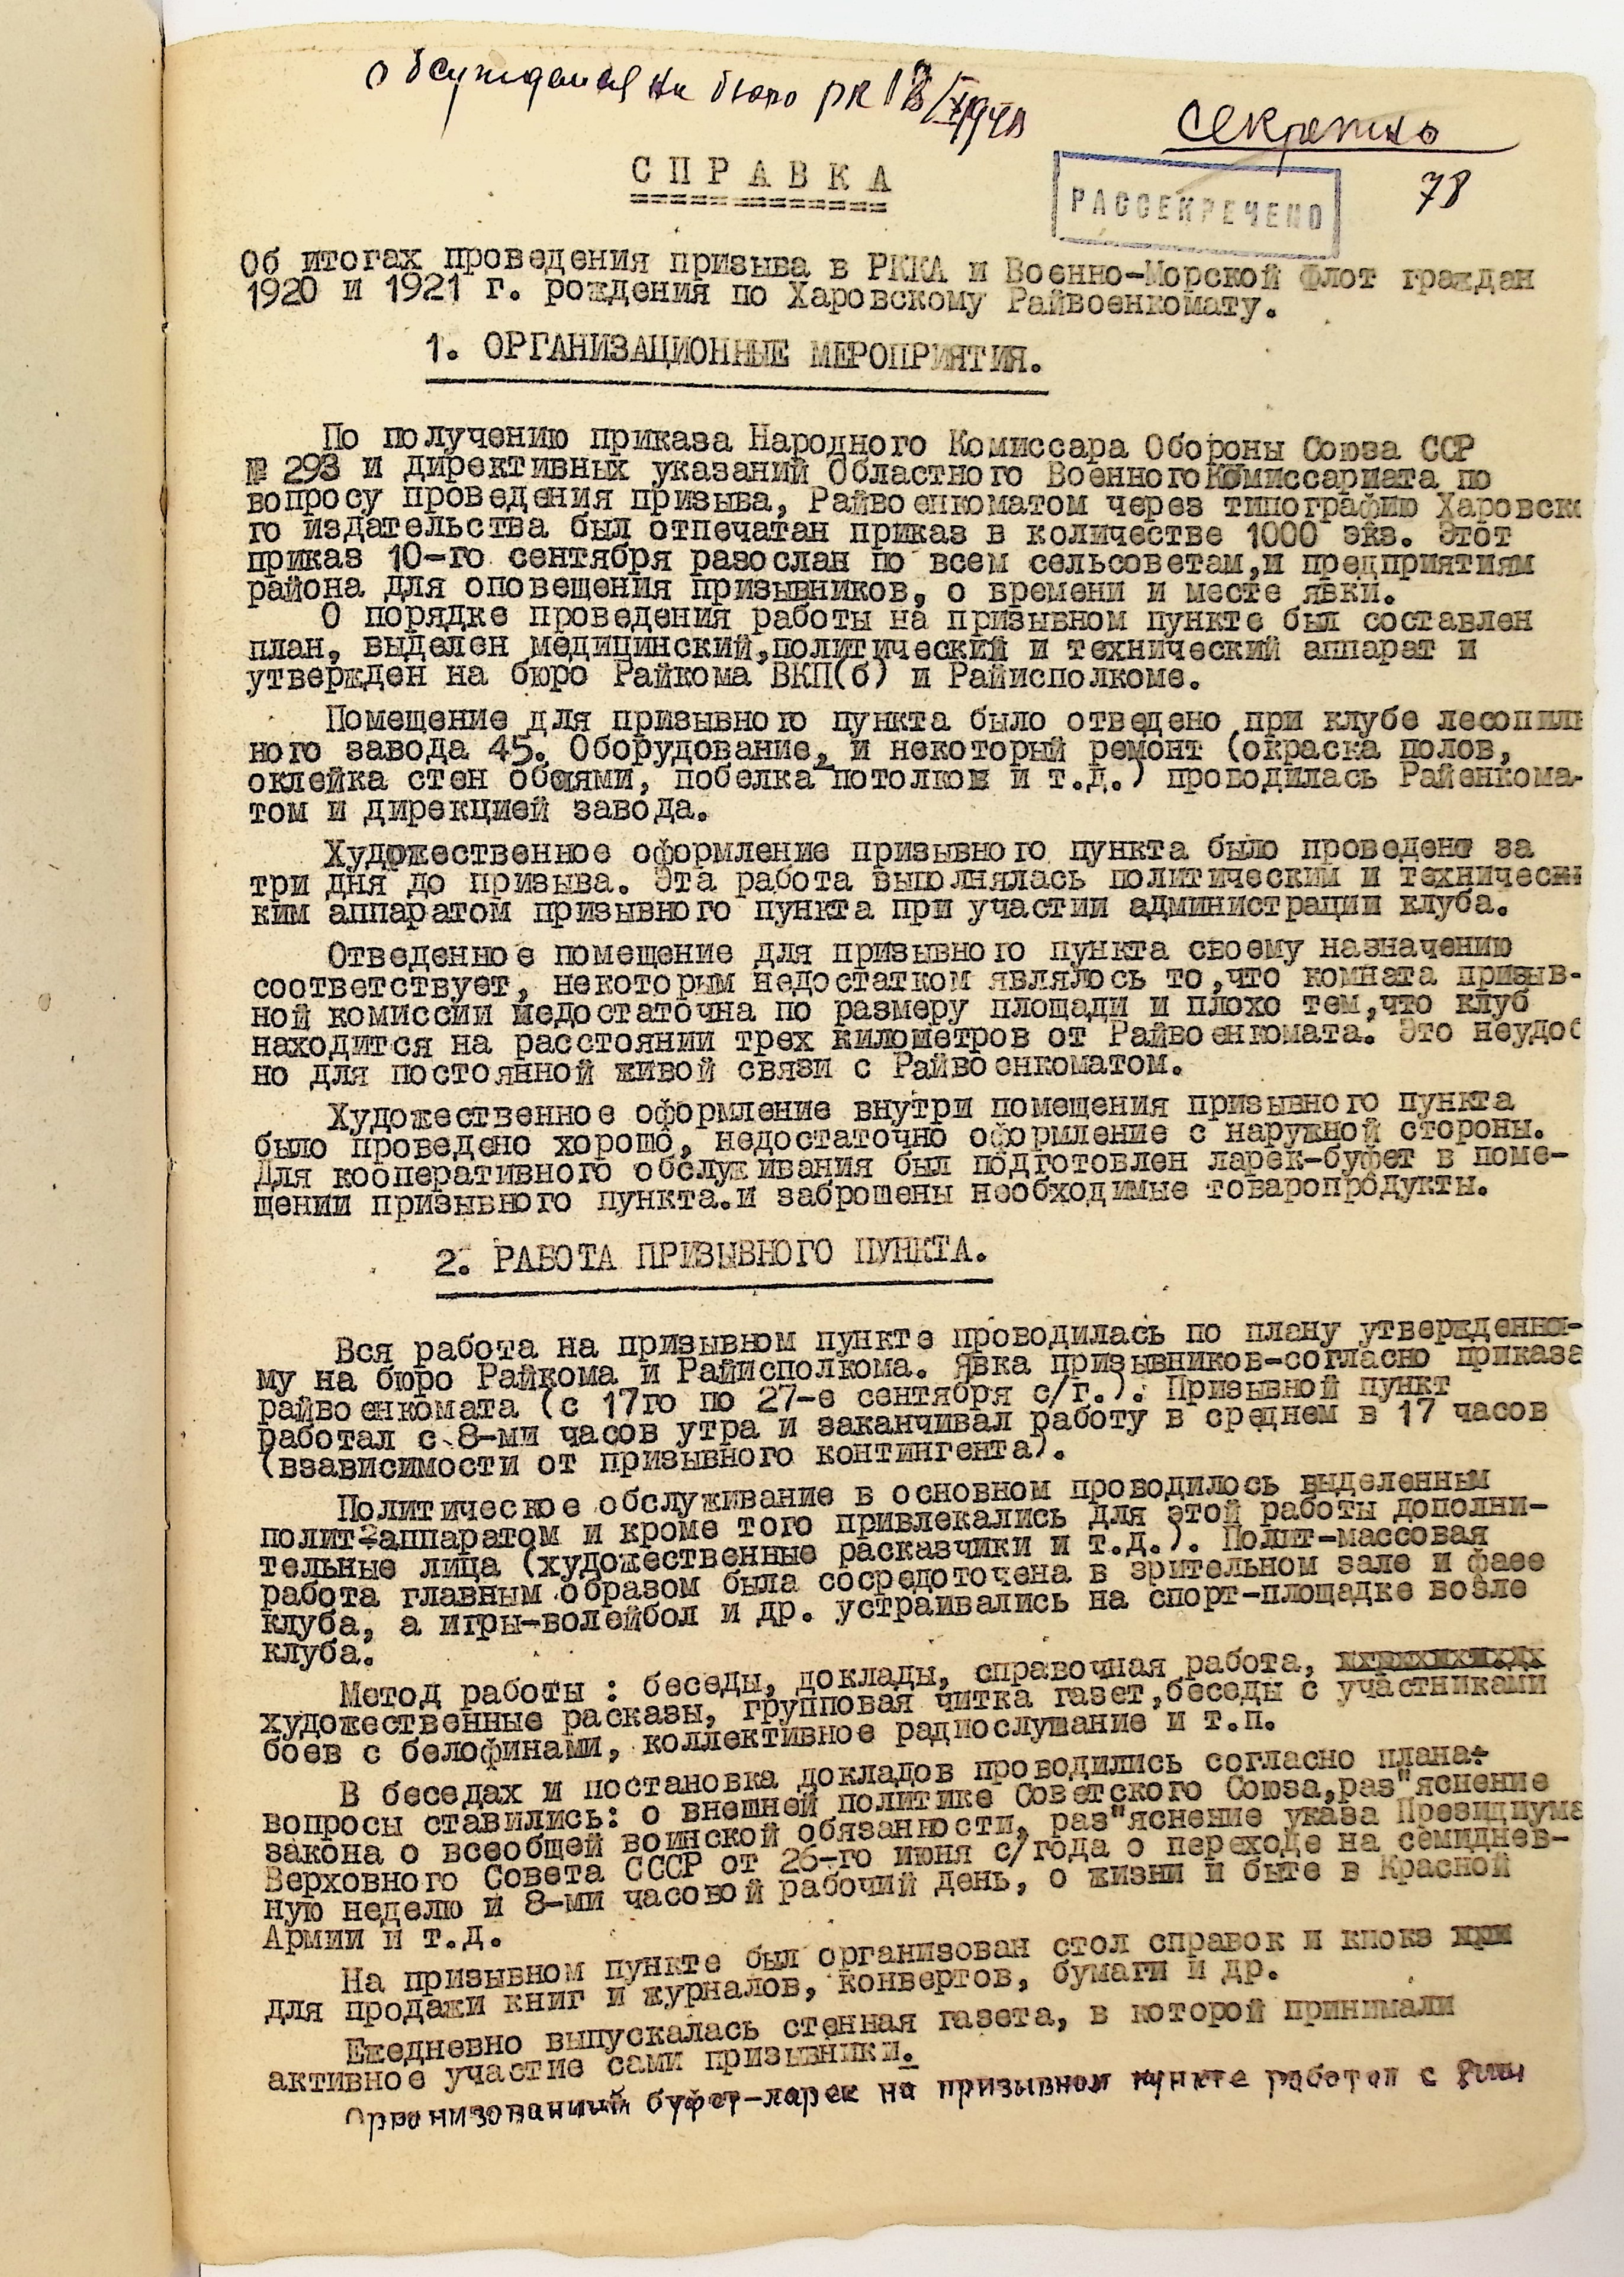 обсуждался на бюро РК
Секретно
СПРАВКА
РАССЕКРЕЧЕНО
78
Об итогах проведения призыва в РККА и Военно-Морской Флот граждан
1920 и 1921 г. рождения по Харовскому Райвоенкомату.
1. ОРГАНИЗАЦИОННЫЕ МЕРОПРИЯТИЯ.
По получению приказа Народного Комиссара Обороны Союза ССР
№ 293 и директивных указаний Областного Военного Комиссариата по
вопросу проведения призыва, Райвоенкоматом через типографию Харовско
го издательства был отпечатан приказ в количестве 1000 экз. Этот
приказ 10-го сентября разослан по всем сельсоветам,и предприятиям
района для оповещения призывников, о времени и месте явки.
О порядке проведения работы на призывном пункте был составлен
план, выделен медицинский,политический и технический аппарат и
утвержден на бюро Райкома ВКП(б) и Райисполкоме.
Помещение для призывного пункта было отведено при клубе лесопиль
ного завода 45. Оборудование, и некоторый ремонт (окраска полов,
оклейка стен обоями, побелка потолков и т.д.) проводилась Райенкома-
том и дирекцией завода.
Художественное оформление призывного пункта было проведено за
три дня до призыва. Эта работа выполнялась политическим и техничес
ким аппаратом призывного пункта при участии администрации клуба.
Отведенное помещение для призывного пункта своему назначению
соответствует, некоторым недостатком являлось то,что комната призыв-
ной комиссии недостаточна по размеру площади и плохо тем,что клуб
находится на расстоянии трех километров от Райвоенкомата. Это неудоб
но для постоянной живой связи с Райвоенкоматом.
Художественное оформление внутри помещения призывного пункта
было проведено хорошо, недостаточно оформление с наружной стороны.
Для кооперативного обслуживания был подготовлен ларек-буфет в поме-
щении призывного пункта.и заброшены необходимые товаропродукты.
2. РАБОТА ПРИЗЫВНОГО ПУНКТА.
Вся работа на призывном пункте проводилась по плану утвержденно-
му на бюро Райкома и Райисполкома. Явка призывников-согласно приказа
райвоенкомата (с 17го по 27-е сентября с/г.). Призывной пункт
работал с 8-ми часов утра и заканчивал работу в среднем в 17 часов
(взависимости от призывного контингента).
Политическое обслуживание в основном проводилось выделенным
полит-аппаратом и кроме того привлекались для этой работы дополни-
тельные лица (художественные расказчики и т.д.). Полит-массовая
работа главным образом была сосредоточена в зрительном зале и фаее
клуба, а игры-волейбол и др. устраивались на спорт-площадке возле
клуба.
Метод работы : беседы, доклады, справочная работа,
художественные расказы, групповая читка газет,беседы с участниками
боев с белофинами, коллективное радиослушание и т.п.
В беседах и постановка докладов проводились согласно плана
вопросы ставились: о внешней политике Советского Союза,раз"яснение
закона о всеобщей воинской обязанности, раз"яснение указа Президиума
Верховного Совета СССР от 26-го июня с/года о переходе на семиднев-
ную неделю и 8-ми часовой рабочий день, о жизни и быте в Красной
Армии и т.д.
На призывном пункте был организован стол справок и киокз
для продажи книг и журналов, конвертов, бумаги и др.
Ежедневно выпускалась стенная газета, в которой принимали
активное участие сами призывники.
Организованный буфет-ларек на призывном пункте работал с 8ми